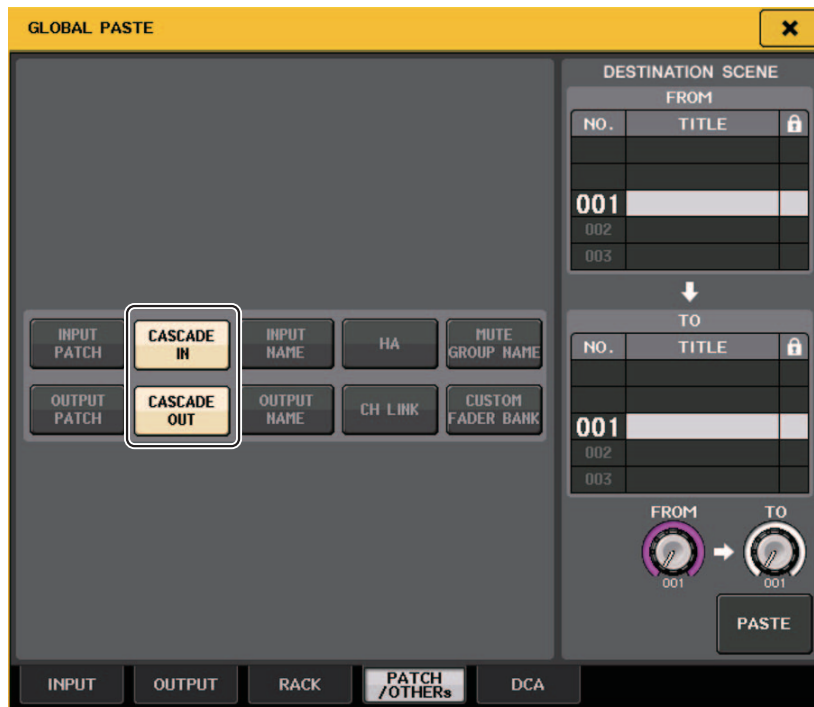 GLOBAL PASTE
DESTINATION SCENE
FROM
NO. TITLE
001
002
003
TO
NO. TITLE
001
002
003
INPUT PATCH
CASCADE IN
INPUT NAME
HA
MUTE GROUP NAME
OUTPUT PATCH
CASCADE OUT
OUTPUT NAME
CH LINK
CUSTOM FADER BANK
FROM TO
001 001
PASTE
INPUT OUTPUT RACK PATCH /OTHERs DCA